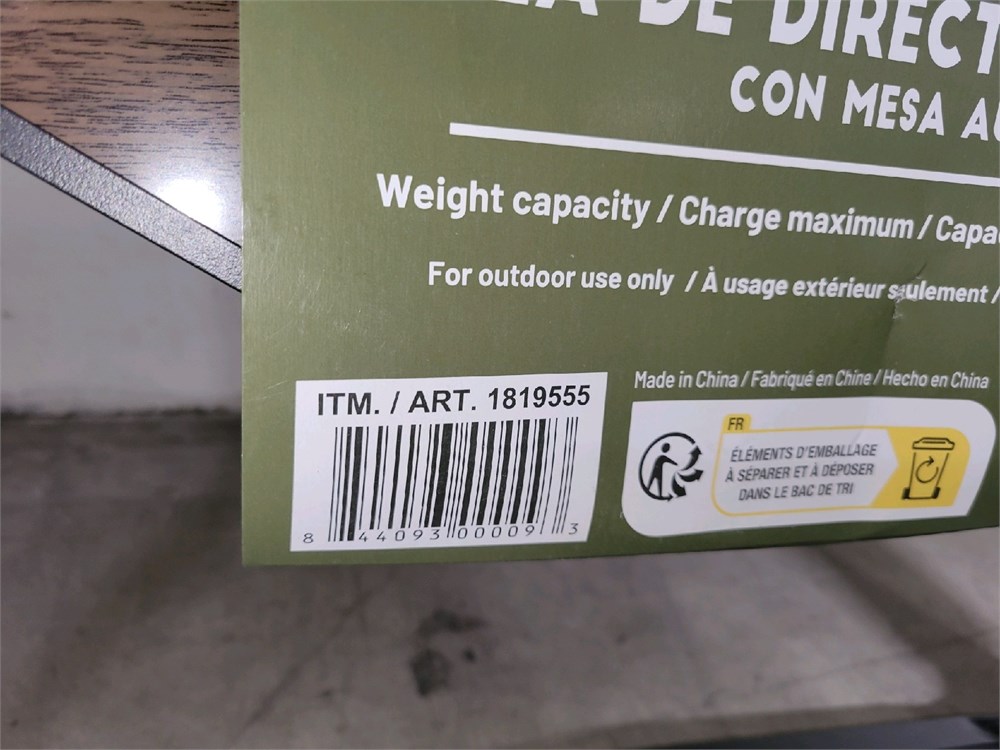 DE DIRECT
CON MESA
Weight capacity / Charge maximum /
For outdoor use only / À usage extérieur seulement /
Made in China / Fabriqué en Chine / Hecho en China
ITM. / ART. 1819555
8 44093 00009 3
FR
ÉLÉMENTS D'EMBALLAGE
À SÉPARER ET À DÉPOSER
DANS LE BAC DE TRI